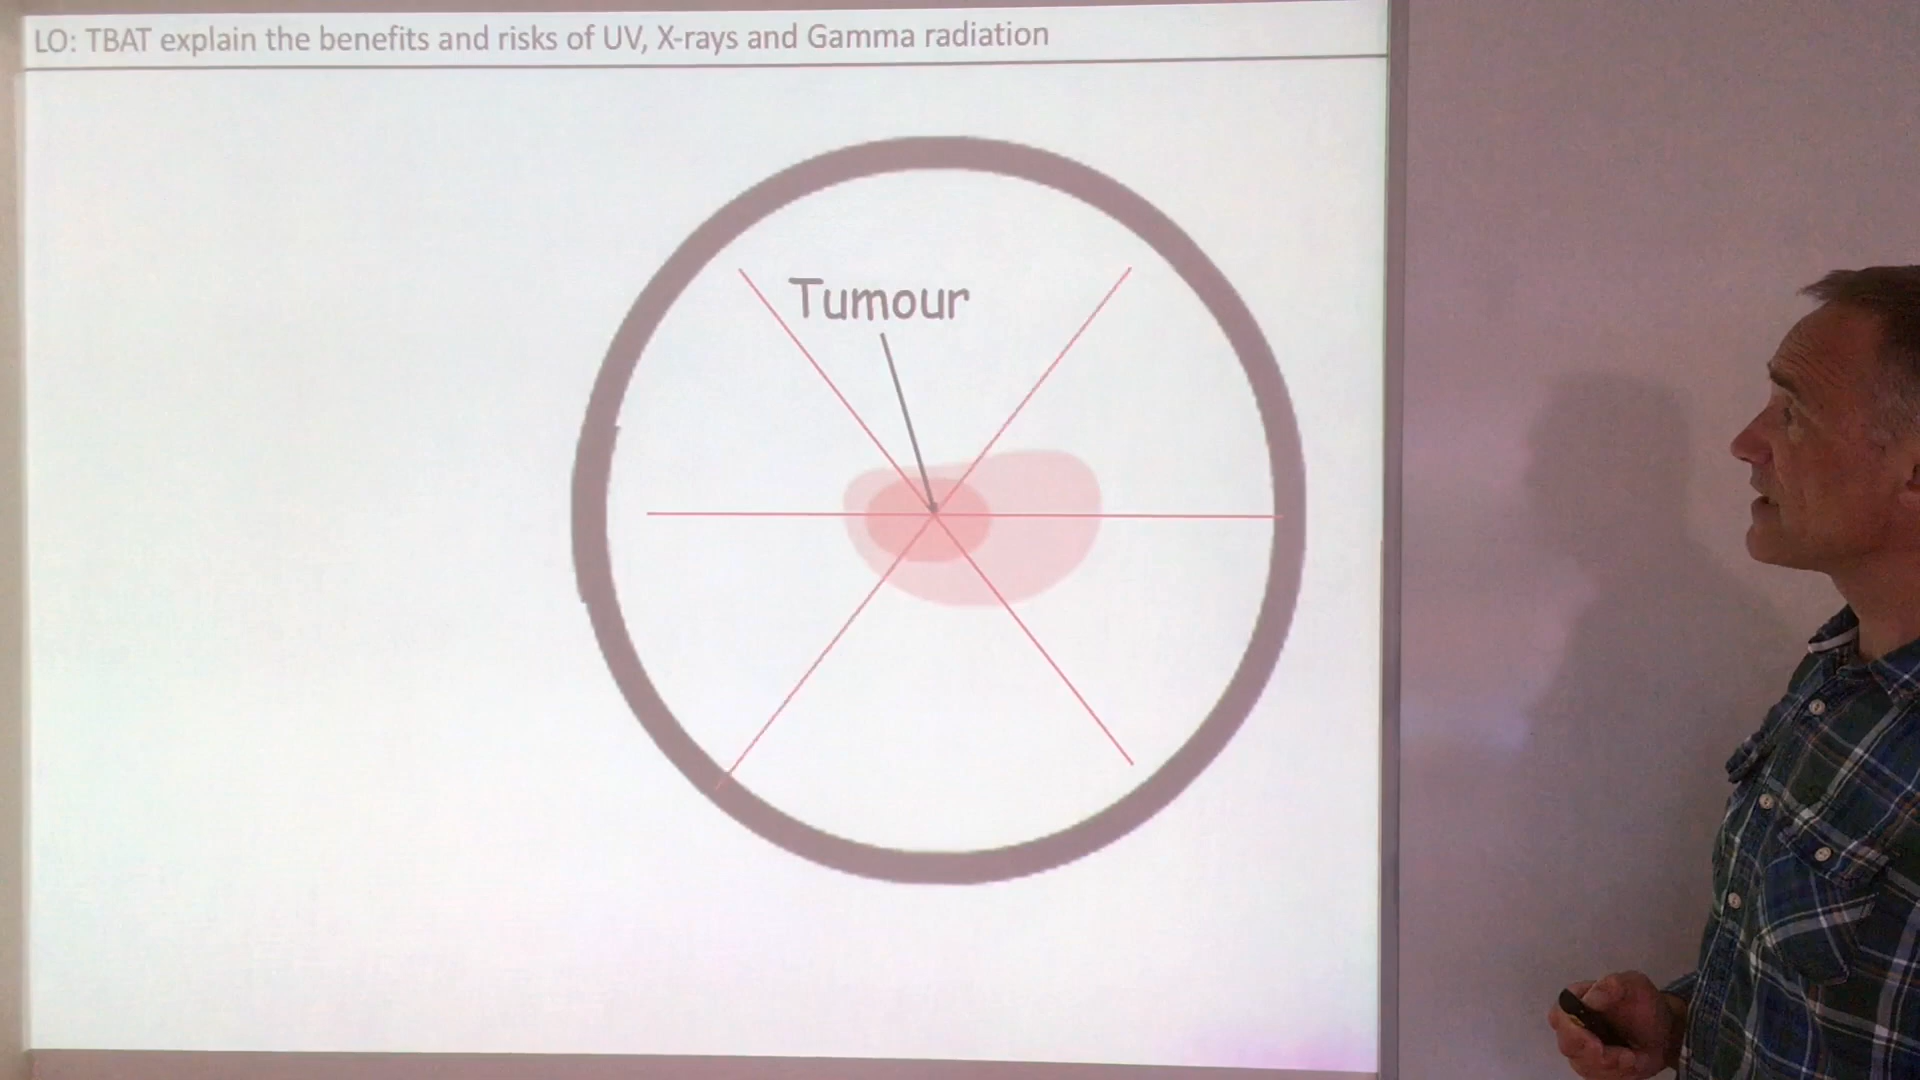 LO: TBAT explain the benefits and risks of UV, X-rays and Gamma radiation
Tumour